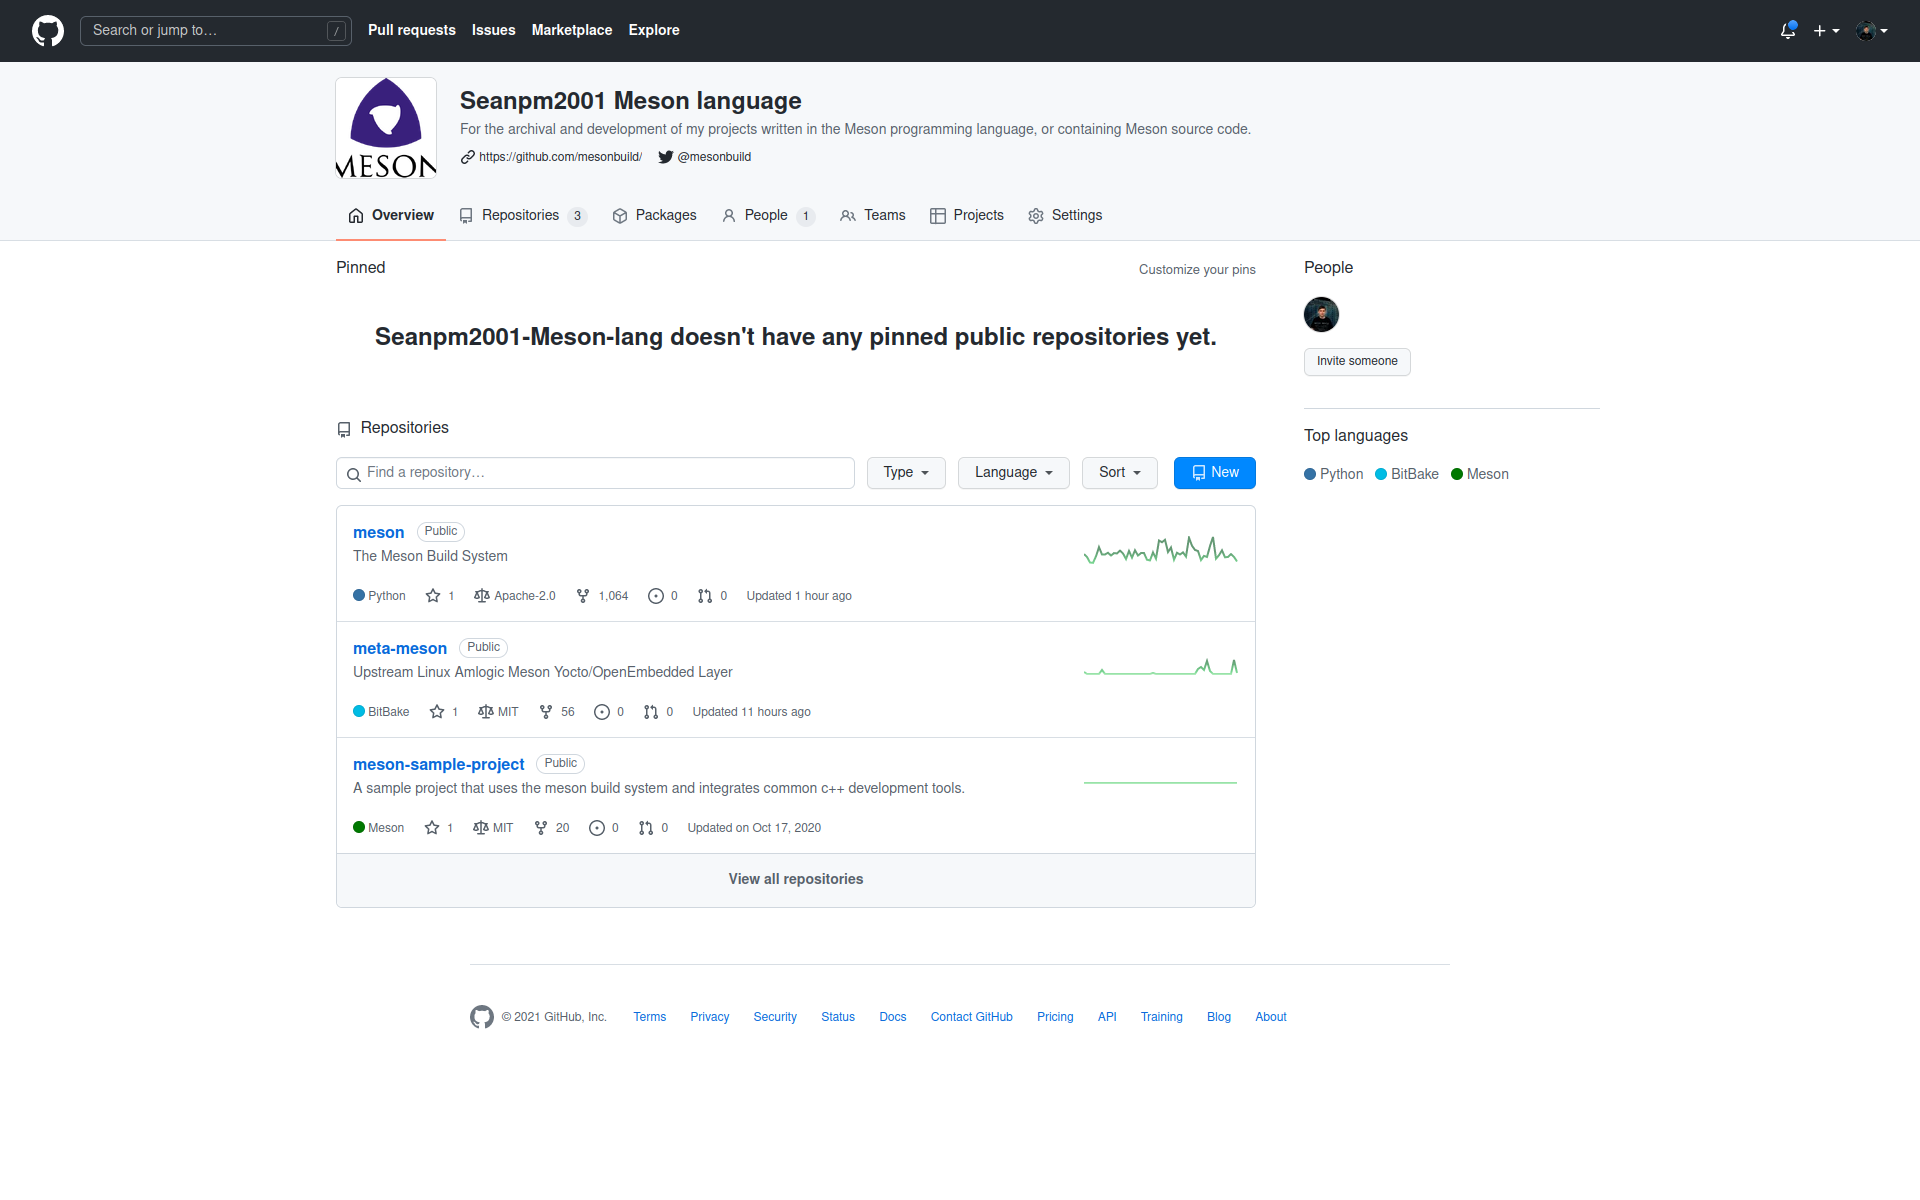 Search or jump to… / Pull requests Issues Marketplace Explore
MESON
Seanpm2001 Meson language
For the archival and development of my projects written in the Meson programming language, or containing Meson source code.
https://github.com/mesonbuild/ @mesonbuild
Overview Repositories 3 Packages People 1 Teams Projects Settings
Pinned Customize your pins
Seanpm2001-Meson-lang doesn't have any pinned public repositories yet.
Repositories
Find a repository… Type Language Sort New
meson Public
The Meson Build System
Python 1 Apache-2.0 1,064 0 0 Updated 1 hour ago
meta-meson Public
Upstream Linux Amlogic Meson Yocto/OpenEmbedded Layer
BitBake 1 MIT 56 0 0 Updated 11 hours ago
meson-sample-project Public
A sample project that uses the meson build system and integrates common c++ development tools.
Meson 1 MIT 20 0 0 Updated on Oct 17, 2020
View all repositories
People
Invite someone
Top languages
Python BitBake Meson
© 2021 GitHub, Inc. Terms Privacy Security Status Docs Contact GitHub Pricing API Training Blog About